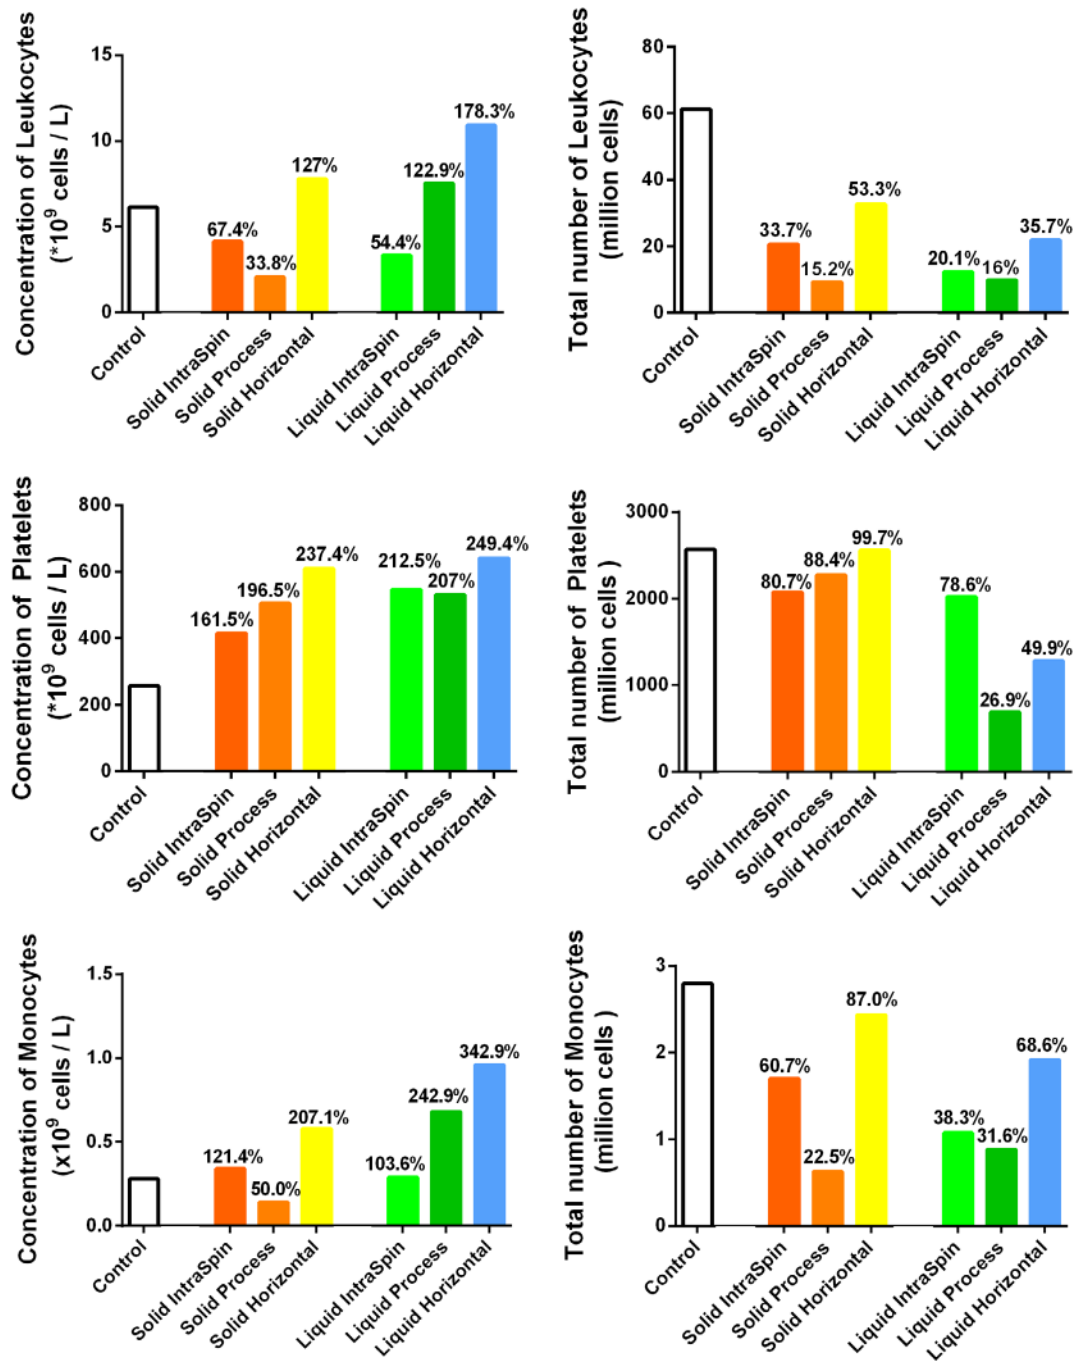 Concentration of Leukocytes
(*10⁹ cells / L)
15
10
5
0
67.4%
33.8%
127%
54.4%
122.9%
178.3%
Control
Solid IntraSpin
Solid Process
Solid Horizontal
Liquid IntraSpin
Liquid Process
Liquid Horizontal
Total number of Leukocytes
(million cells)
80
60
40
20
0
33.7%
15.2%
53.3%
20.1%
16%
35.7%
Control
Solid IntraSpin
Solid Process
Solid Horizontal
Liquid IntraSpin
Liquid Process
Liquid Horizontal
Concentration of Platelets
(*10⁹ cells / L)
800
600
400
200
0
161.5%
196.5%
237.4%
212.5%
207%
249.4%
Control
Solid IntraSpin
Solid Process
Solid Horizontal
Liquid IntraSpin
Liquid Process
Liquid Horizontal
Total number of Platelets
(million cells )
3000
2000
1000
0
80.7%
88.4%
99.7%
78.6%
26.9%
49.9%
Control
Solid IntraSpin
Solid Process
Solid Horizontal
Liquid IntraSpin
Liquid Process
Liquid Horizontal
Concentration of Monocytes
(x10⁹ cells / L)
1.5
1.0
0.5
0.0
121.4%
50.0%
207.1%
103.6%
242.9%
342.9%
Control
Solid IntraSpin
Solid Process
Solid Horizontal
Liquid IntraSpin
Liquid Process
Liquid Horizontal
Total number of Monocytes
(million cells )
3
2
1
0
60.7%
22.5%
87.0%
38.3%
31.6%
68.6%
Control
Solid IntraSpin
Solid Process
Solid Horizontal
Liquid IntraSpin
Liquid Process
Liquid Horizontal